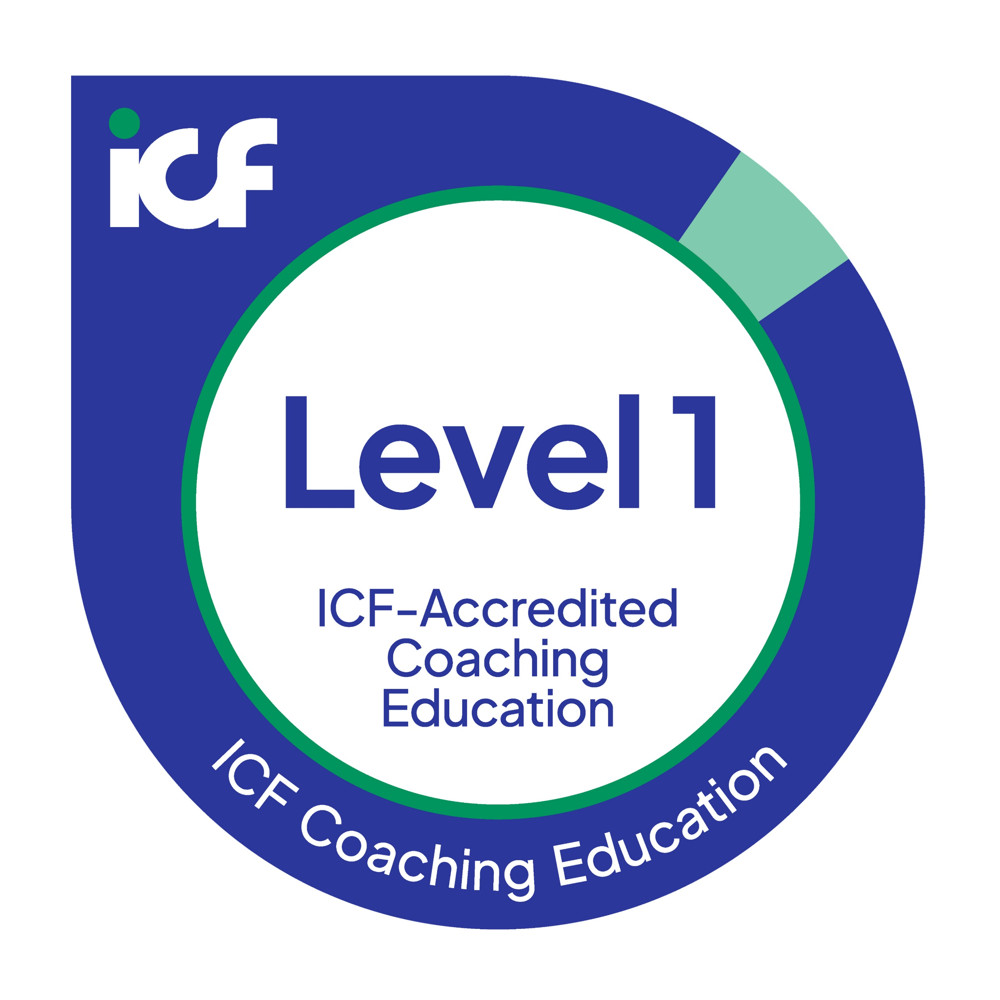 icf
Level 1
ICF-Accredited
Coaching
Education
ICF Coaching Education